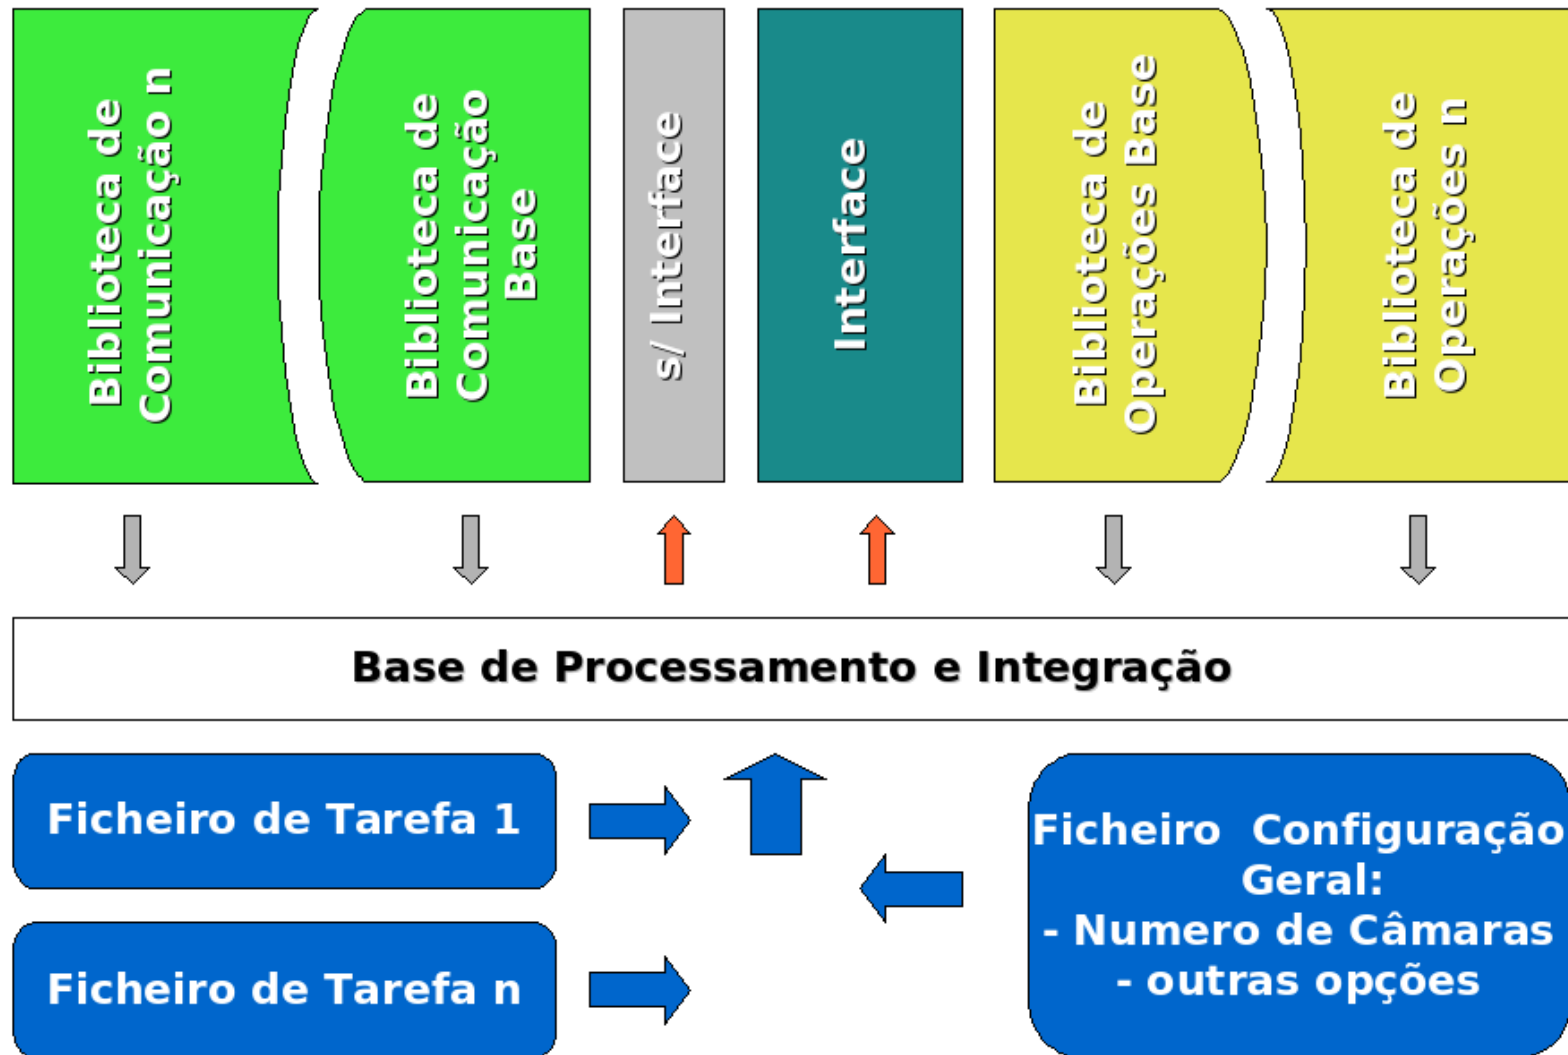 Biblioteca de
Comunicação n
Biblioteca de
Comunicação
Base
s/ Interface
Interface
Biblioteca de
Operações Base
Biblioteca de
Operações n
Base de Processamento e Integração
Ficheiro de Tarefa 1
Ficheiro de Tarefa n
Ficheiro  Configuração
Geral:
- Numero de Câmaras
- outras opções